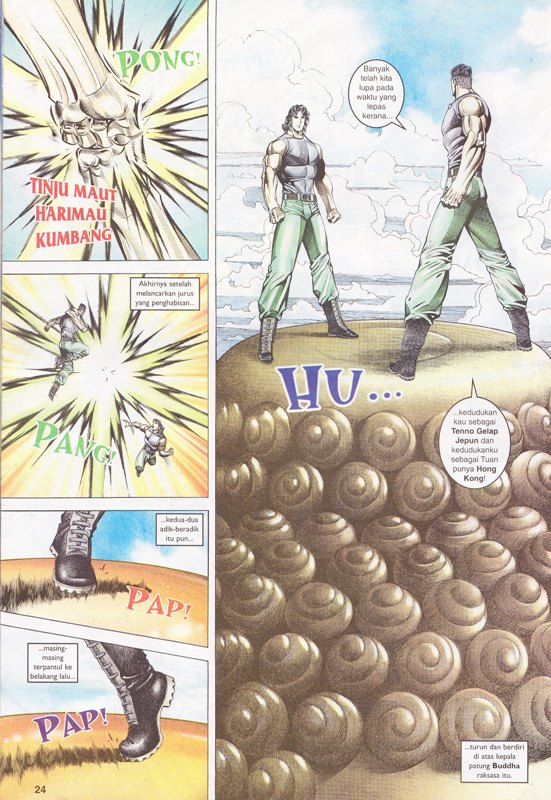 PONG!
TINJU MAUT
HARIMAU
KUMBANG
Akhirnya setelah
melancarkan jurus
yang penghabisan...
PANG!
...kedua-dua
adik-beradik
itu pun...
PAP!
...masing-
masing
terpantul ke
belakang lalu...
PAP!
Banyak
telah kita
lupa pada
waktu yang
lepas
kerana...
HU...
...kedudukan
kau sebagai
Tenno Gelap
Jepun dan
kedudukanku
sebagai Tuan
punya Hong
Kong!
...turun dan berdiri
di atas kepala
patung Buddha
raksasa itu.
24